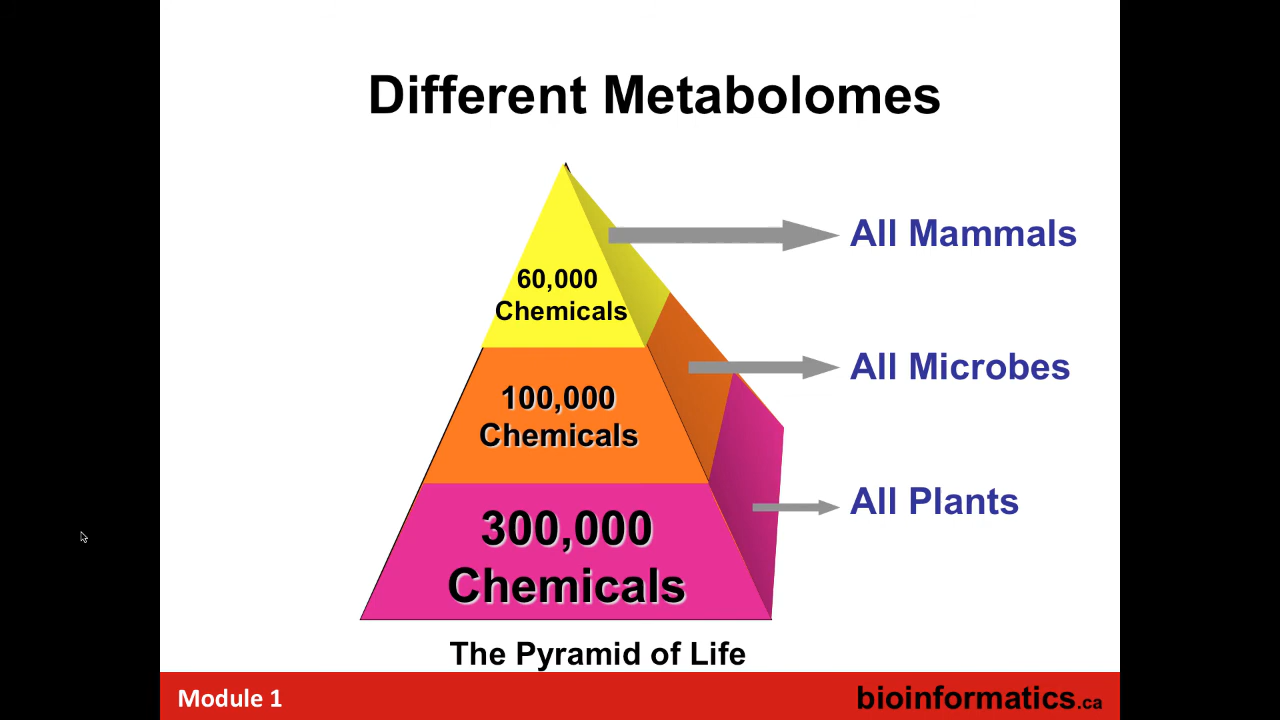 Different Metabolomes
60,000
Chemicals
All Mammals
100,000
Chemicals
All Microbes
300,000
Chemicals
All Plants
The Pyramid of Life
Module 1
bioinformatics.ca